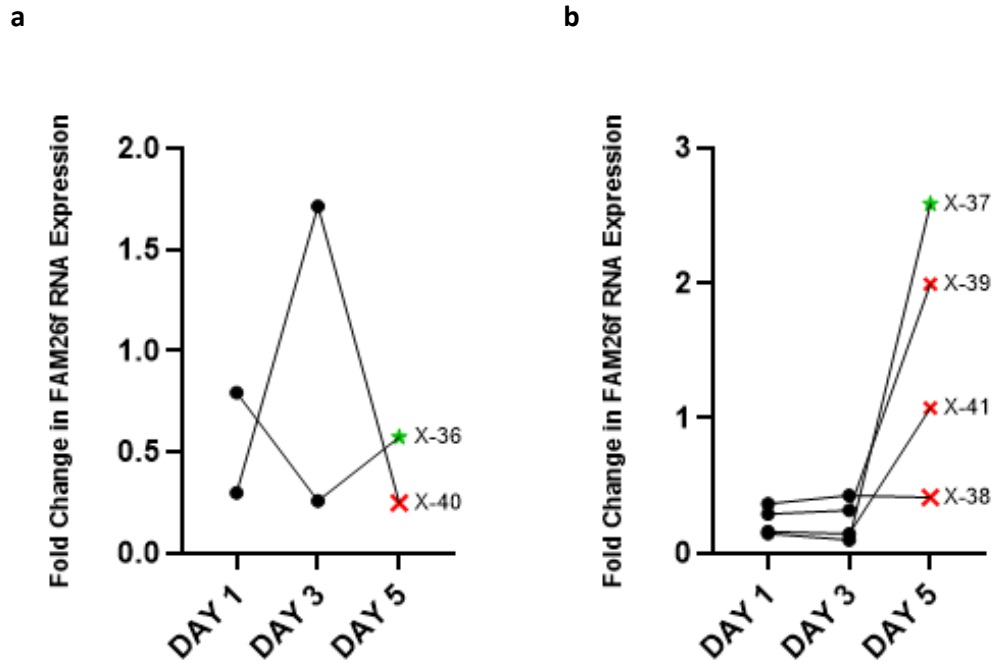 a
Fold Change in FAM26f RNA Expression
2.0
1.5
1.0
0.5
0.0
X-36
X-40
DAY 1
DAY 3
DAY 5
b
Fold Change in FAM26f RNA Expression
3
2
1
0
X-37
X-39
X-41
X-38
DAY 1
DAY 3
DAY 5